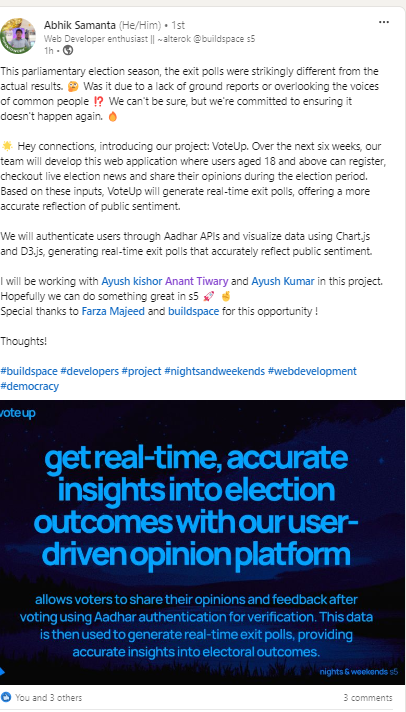 Abhik Samanta (He/Him) • 1st
Web Developer enthusiast || ~alterok @buildspace s5
1h •
This parliamentary election season, the exit polls were strikingly different from the
actual results. 🤔 Was it due to a lack of ground reports or overlooking the voices
of common people ⁉️ We can't be sure, but we're committed to ensuring it
doesn't happen again. 🔥
🌟 Hey connections, introducing our project: VoteUp. Over the next six weeks, our
team will develop this web application where users aged 18 and above can register,
checkout live election news and share their opinions during the election period.
Based on these inputs, VoteUp will generate real-time exit polls, offering a more
accurate reflection of public sentiment.
We will authenticate users through Aadhar APIs and visualize data using Chart.js
and D3.js, generating real-time exit polls that accurately reflect public sentiment.
I will be working with Ayush kishor Anant Tiwary and Ayush Kumar in this project.
Hopefully we can do something great in s5 🚀 🤞
Special thanks to Farza Majeed and buildspace for this opportunity !
Thoughts!
#buildspace #developers #project #nightsandweekends #webdevelopment
#democracy
voteup
get real-time, accurate
insights into election
outcomes with our user-
driven opinion platform
allows voters to share their opinions and feedback after
voting using Aadhar authentication for verification. This data
is then used to generate real-time exit polls, providing
accurate insights into electoral outcomes.
nights & weekends s5
You and 3 others
3 comments